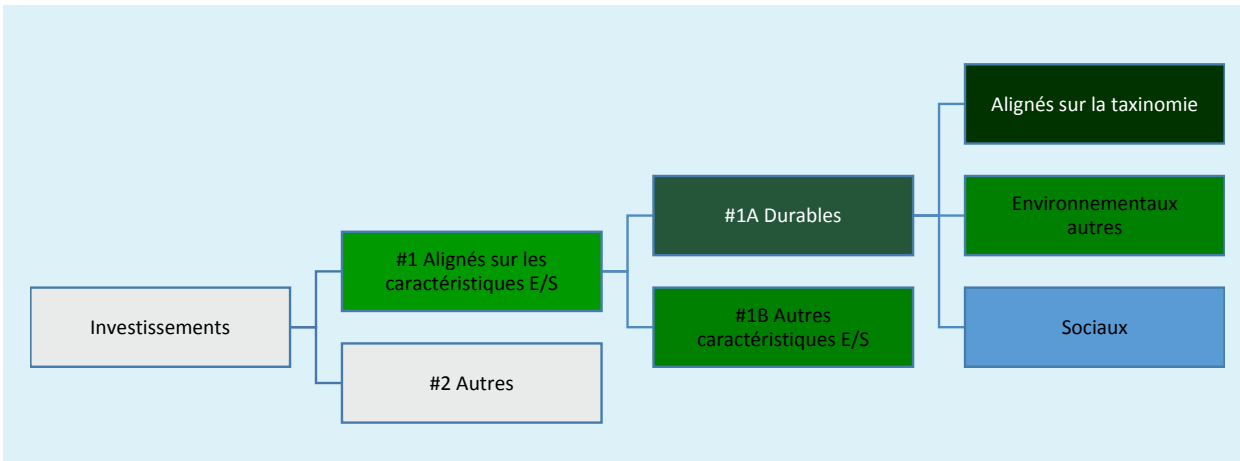 Investissements
#1 Alignés sur les
caractéristiques E/S
#2 Autres
#1A Durables
#1B Autres
caractéristiques E/S
Alignés sur la taxinomie
Environnementaux
autres
Sociaux